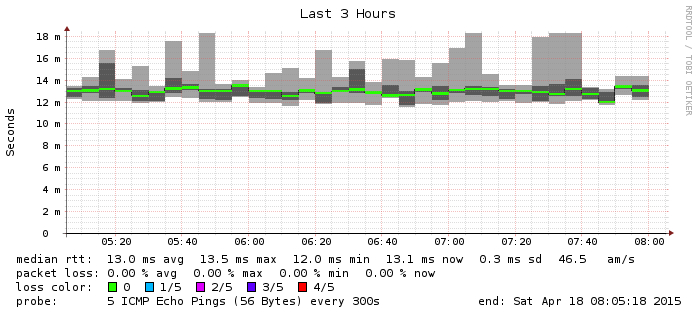 Last 3 Hours
RRDTOOL / TOBI OETIKER
Seconds
18 m
16 m
14 m
12 m
10 m
8 m
6 m
4 m
2 m
0
05:20 05:40 06:00 06:20 06:40 07:00 07:20 07:40 08:00
median rtt: 13.0 ms avg 13.5 ms max 12.0 ms min 13.1 ms now 0.3 ms sd 46.5 am/s
packet loss: 0.00 % avg 0.00 % max 0.00 % min 0.00 % now
loss color: 0 1/5 2/5 3/5 4/5
probe: 5 ICMP Echo Pings (56 Bytes) every 300s end: Sat Apr 18 08:05:18 2015